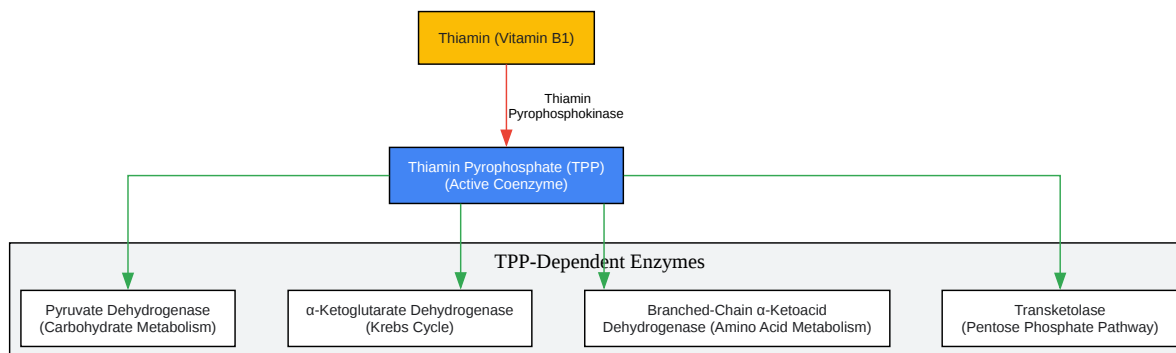 Thiamin (Vitamin B1)
Thiamin
Pyrophosphokinase
Thiamin Pyrophosphate (TPP)
(Active Coenzyme)
TPP-Dependent Enzymes
Pyruvate Dehydrogenase
(Carbohydrate Metabolism)
α-Ketoglutarate Dehydrogenase
(Krebs Cycle)
Branched-Chain α-Ketoacid
Dehydrogenase (Amino Acid Metabolism)
Transketolase
(Pentose Phosphate Pathway)